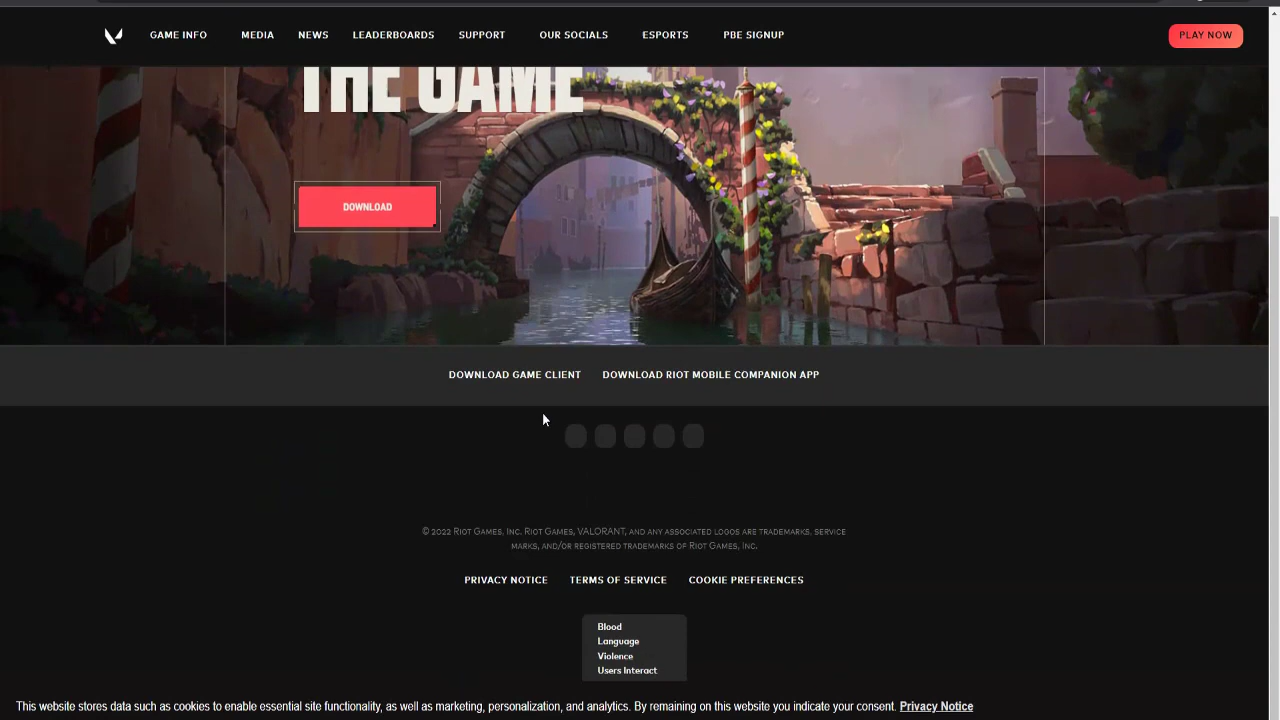 GAME INFO MEDIA NEWS LEADERBOARDS SUPPORT OUR SOCIALS ESPORTS PBE SIGNUP PLAY NOW
THE GAME
DOWNLOAD
DOWNLOAD GAME CLIENT DOWNLOAD RIOT MOBILE COMPANION APP
© 2022 Riot Games, Inc. Riot Games, VALORANT, and any associated logos are trademarks, service
marks, and/or registered trademarks of Riot Games, Inc.
PRIVACY NOTICE TERMS OF SERVICE COOKIE PREFERENCES
Blood
Language
Violence
Users Interact
This website stores data such as cookies to enable essential site functionality, as well as marketing, personalization, and analytics. By remaining on this website you indicate your consent. Privacy Notice